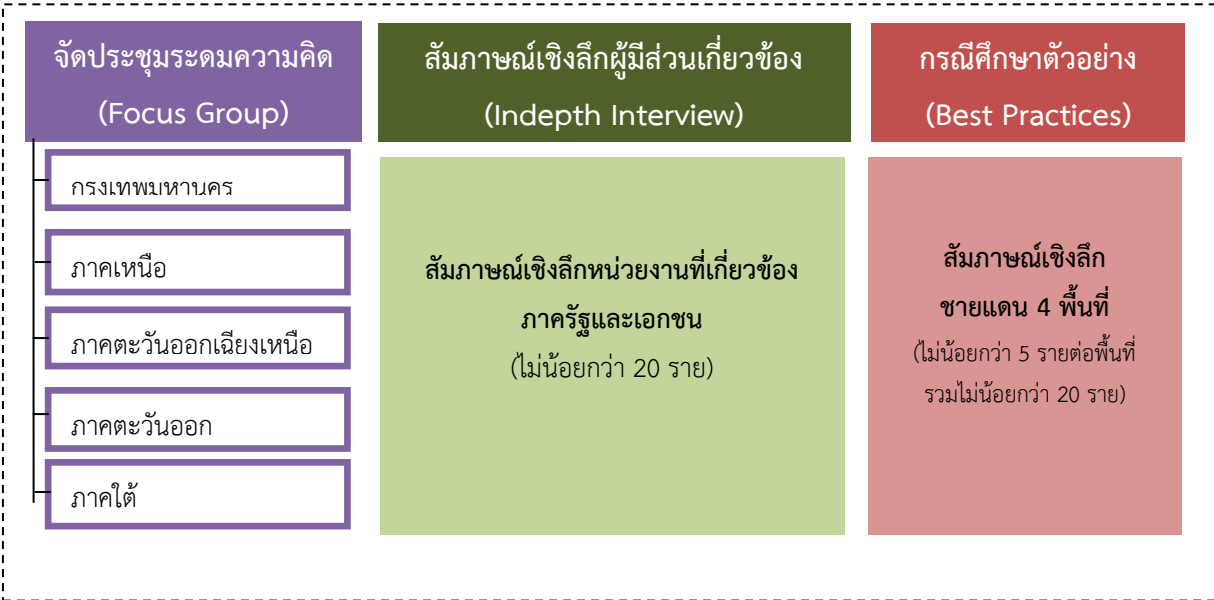 จัดประชุมระดมความคิด
(Focus Group)
กรุงเทพมหานคร
ภาคเหนือ
ภาคตะวันออกเฉียงเหนือ
ภาคตะวันออก
ภาคใต้
สัมภาษณ์เชิงลึกผู้มีส่วนเกี่ยวข้อง
(Indepth Interview)
สัมภาษณ์เชิงลึกหน่วยงานที่เกี่ยวข้อง
ภาครัฐและเอกชน
(ไม่น้อยกว่า 20 ราย)
กรณีศึกษาตัวอย่าง
(Best Practices)
สัมภาษณ์เชิงลึก
ชายแดน 4 พื้นที่
(ไม่น้อยกว่า 5 รายต่อพื้นที่
รวมไม่น้อยกว่า 20 ราย)